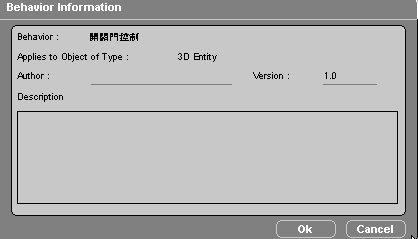 Behavior Information
Behavior : 開關門控制
Applies to Object of Type : 3D Entity
Author : Version : 1.0
Description
Ok Cancel